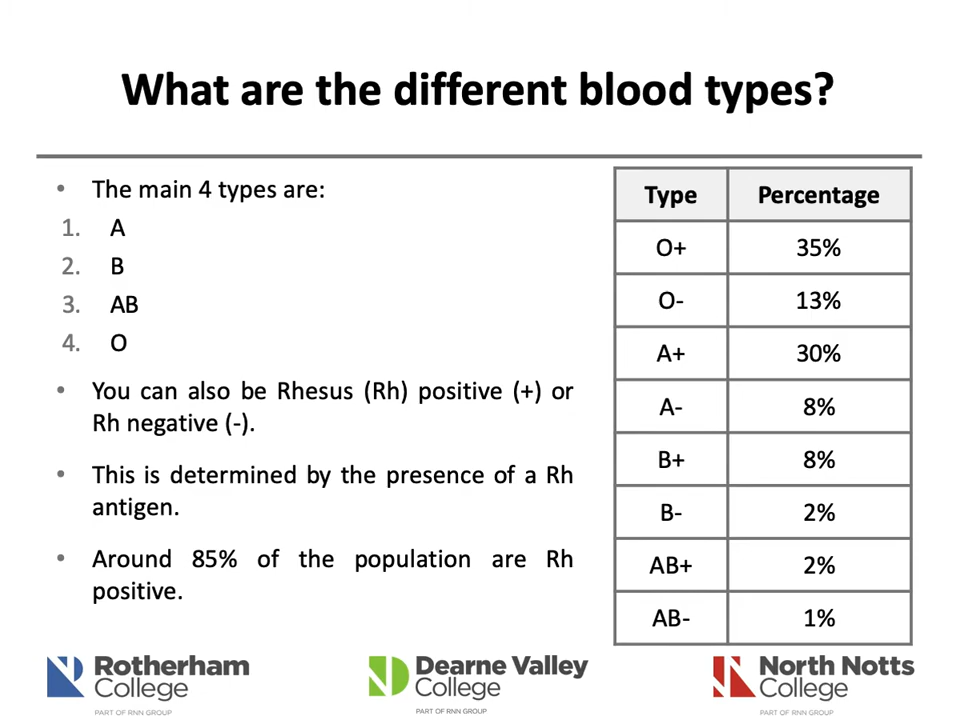 What are the different blood types?
• The main 4 types are:
1. A
2. B
3. AB
4. O
• You can also be Rhesus (Rh) positive (+) or
Rh negative (-).
• This is determined by the presence of a Rh
antigen.
• Around 85% of the population are Rh
positive.
Type Percentage
O+ 35%
O- 13%
A+ 30%
A- 8%
B+ 8%
B- 2%
AB+ 2%
AB- 1%
Rotherham
College
PART OF RNN GROUP
Dearne Valley
College
PART OF RNN GROUP
North Notts
College
PART OF RNN GROUP